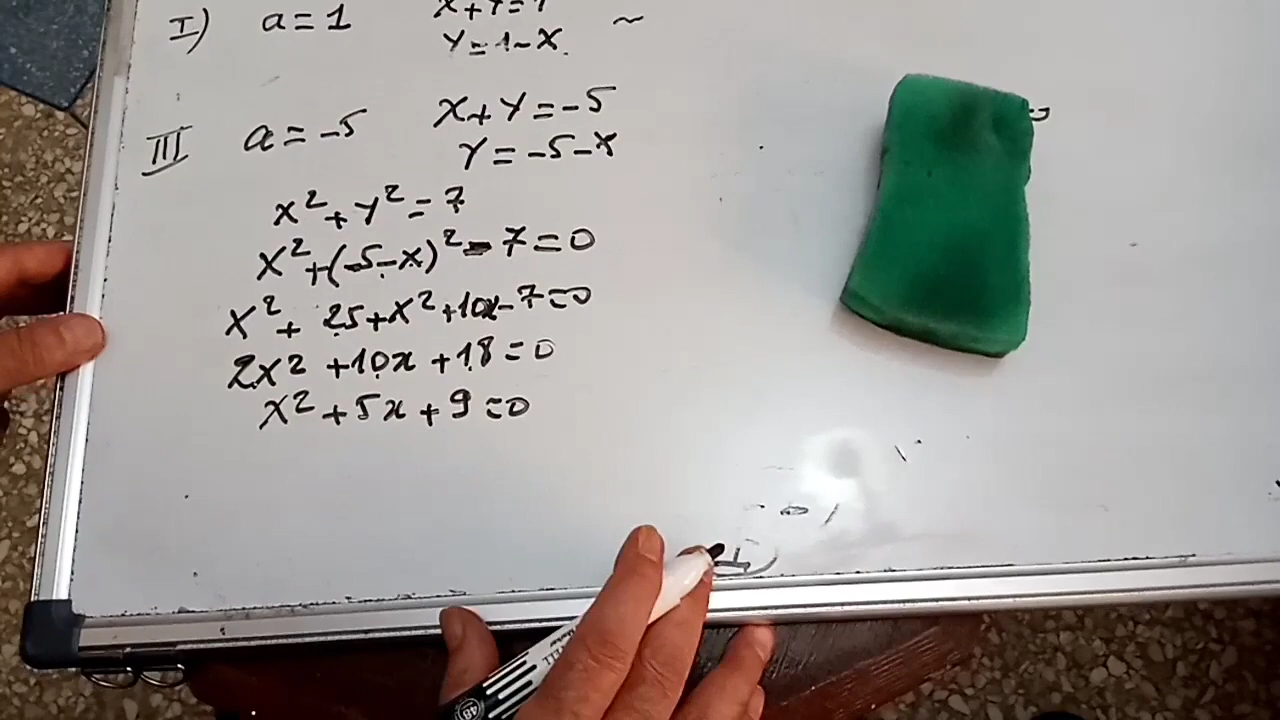 I) a = 1
Y = 1 - X.
III a = -5 X + Y = -5
Y = -5 - X
X² + Y² = 7
X² + (-5 - X)² - 7 = 0
X² + 25 + X² + 10x - 7 = 0
2X² + 10x + 18 = 0
X² + 5x + 9 = 0
48